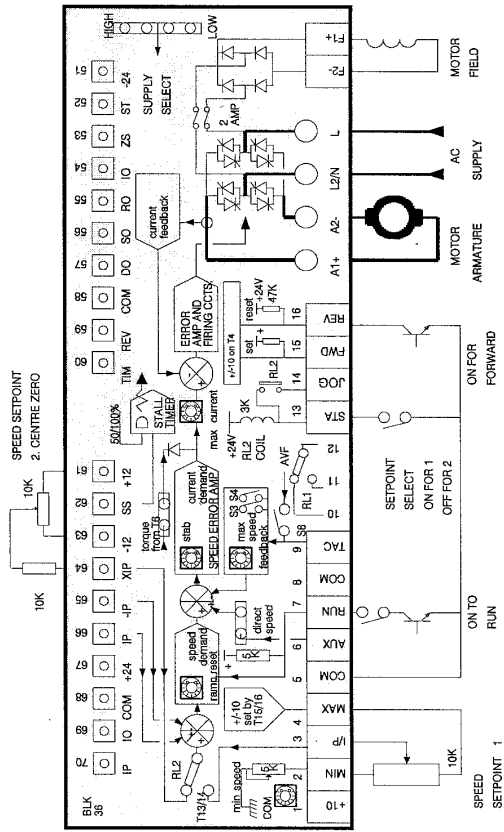 SPEED SETPOINT
2. CENTRE ZERO
10K
10K
70 69 68 67 66 65 64 63 62 61 60 59 58 57 56 55 54 53 52 51
IP IO COM +24 IP -IP XIP -12 SS +12 TIM REV COM DO SO RO IO ZS ST -24
BLK
36
HIGH
LOW
SUPPLY
SELECT
50/100%
STALL
TIMER
torque
from T6
current
feedback
2
AMP
RL2
T13/14
speed
demand
ramp reset
stab
current
demand
SPEED ERROR AMP
max current
ERROR
AMP AND
FIRING CCTS
min speed
COM
5
K
+/-10
set by
T15/16
5
K
direct
speed
max
speed
feedback
S3 S4
S8
AVF
RL1
+24V
RL2
COIL
3K
RL2
+/-10 on T4
set
reset
+24V
47K
1 2 3 4 5 6 7 8 9 10 11 12 13 14 15 16
+10 MIN I/P MAX COM AUX RUN COM TAC STA JOG FWD REV
A1+ A2- L2/N L F2- F1+
10K
SPEED
SETPOINT 1
ON TO
RUN
SETPOINT
SELECT
ON FOR 1
OFF FOR 2
ON FOR
FORWARD
MOTOR
ARMATURE
AC
SUPPLY
MOTOR
FIELD